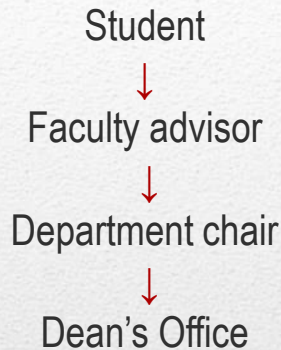 Student
↓
Faculty advisor
↓
Department chair
↓
Dean’s Office